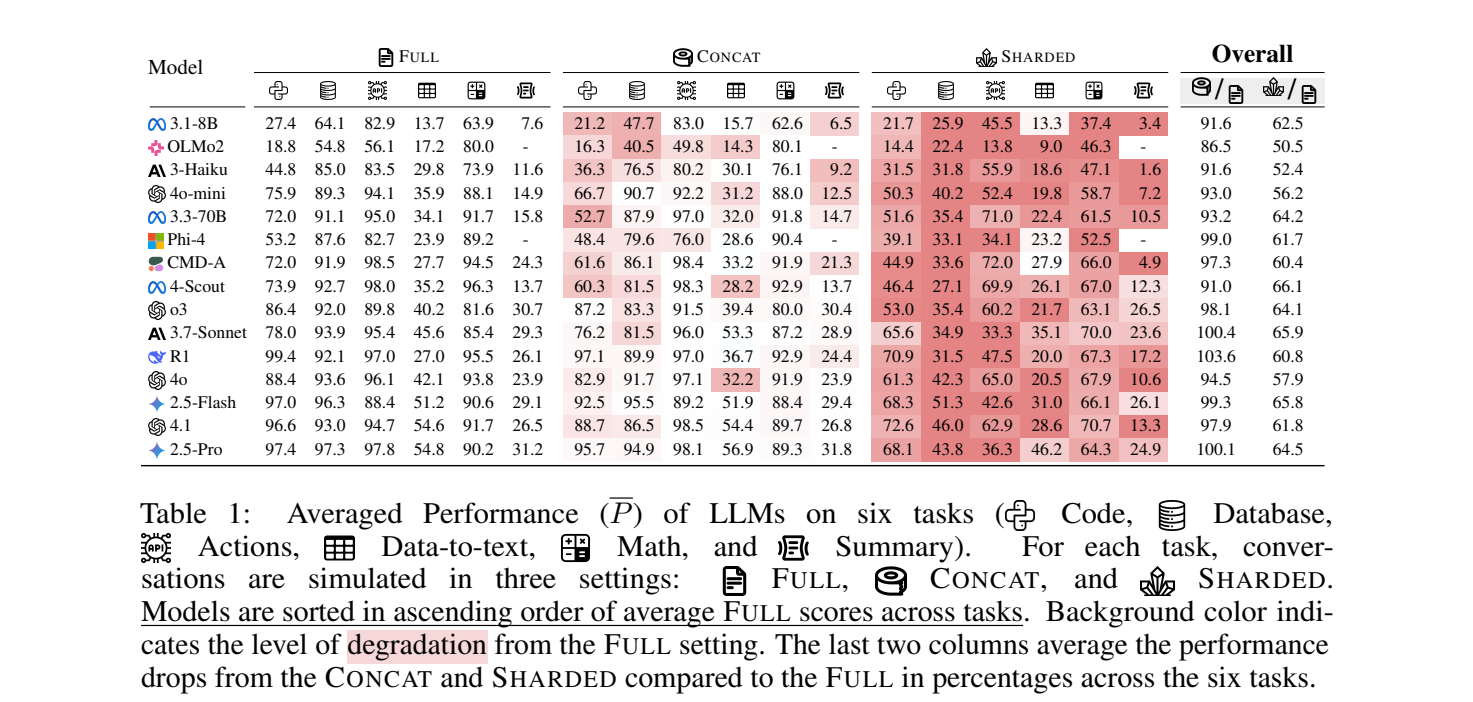 Model FULL CONCAT SHARDED Overall
/ /
3.1-8B 27.4 64.1 82.9 13.7 63.9 7.6 21.2 47.7 83.0 15.7 62.6 6.5 21.7 25.9 45.5 13.3 37.4 3.4 91.6 62.5
OLMo2 18.8 54.8 56.1 17.2 80.0 - 16.3 40.5 49.8 14.3 80.1 - 14.4 22.4 13.8 9.0 46.3 - 86.5 50.5
3-Haiku 44.8 85.0 83.5 29.8 73.9 11.6 36.3 76.5 80.2 30.1 76.1 9.2 31.5 31.8 55.9 18.6 47.1 1.6 91.6 52.4
4o-mini 75.9 89.3 94.1 35.9 88.1 14.9 66.7 90.7 92.2 31.2 88.0 12.5 50.3 40.2 52.4 19.8 58.7 7.2 93.0 56.2
3.3-70B 72.0 91.1 95.0 34.1 91.7 15.8 52.7 87.9 97.0 32.0 91.8 14.7 51.6 35.4 71.0 22.4 61.5 10.5 93.2 64.2
Phi-4 53.2 87.6 82.7 23.9 89.2 - 48.4 79.6 76.0 28.6 90.4 - 39.1 33.1 34.1 23.2 52.5 - 99.0 61.7
CMD-A 72.0 91.9 98.5 27.7 94.5 24.3 61.6 86.1 98.4 33.2 91.9 21.3 44.9 33.6 72.0 27.9 66.0 4.9 97.3 60.4
4-Scout 73.9 92.7 98.0 35.2 96.3 13.7 60.3 81.5 98.3 28.2 92.9 13.7 46.4 27.1 69.9 26.1 67.0 12.3 91.0 66.1
o3 86.4 92.0 89.8 40.2 81.6 30.7 87.2 83.3 91.5 39.4 80.0 30.4 53.0 35.4 60.2 21.7 63.1 26.5 98.1 64.1
3.7-Sonnet 78.0 93.9 95.4 45.6 85.4 29.3 76.2 81.5 96.0 53.3 87.2 28.9 65.6 34.9 33.3 35.1 70.0 23.6 100.4 65.9
R1 99.4 92.1 97.0 27.0 95.5 26.1 97.1 89.9 97.0 36.7 92.9 24.4 70.9 31.5 47.5 20.0 67.3 17.2 103.6 60.8
4o 88.4 93.6 96.1 42.1 93.8 23.9 82.9 91.7 97.1 32.2 91.9 23.9 61.3 42.3 65.0 20.5 67.9 10.6 94.5 57.9
2.5-Flash 97.0 96.3 88.4 51.2 90.6 29.1 92.5 95.5 89.2 51.9 88.4 29.4 68.3 51.3 42.6 31.0 66.1 26.1 99.3 65.8
4.1 96.6 93.0 94.7 54.6 91.7 26.5 88.7 86.5 98.5 54.4 89.7 26.8 72.6 46.0 62.9 28.6 70.7 13.3 97.9 61.8
2.5-Pro 97.4 97.3 97.8 54.8 90.2 31.2 95.7 94.9 98.1 56.9 89.3 31.8 68.1 43.8 36.3 46.2 64.3 24.9 100.1 64.5
Table 1: Averaged Performance (P̅) of LLMs on six tasks ( Code, Database,
Actions, Data-to-text, Math, and Summary). For each task, conver-
sations are simulated in three settings: FULL, CONCAT, and SHARDED.
Models are sorted in ascending order of average FULL scores across tasks. Background color indi-
cates the level of degradation from the FULL setting. The last two columns average the performance
drops from the CONCAT and SHARDED compared to the FULL in percentages across the six tasks.